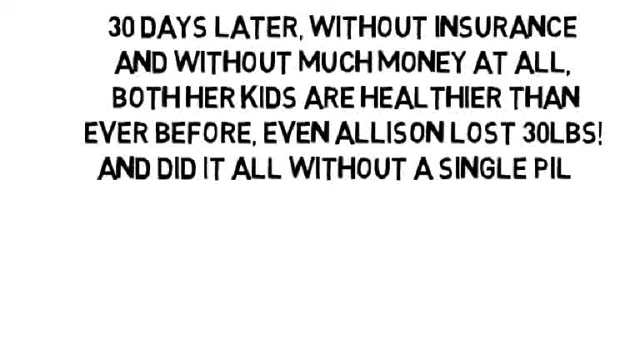 30 DAYS LATER, WITHOUT INSURANCE
AND WITHOUT MUCH MONEY AT ALL,
BOTH HER KIDS ARE HEALTHIER THAN
EVER BEFORE, EVEN ALLISON LOST 30LBS!
AND DID IT ALL WITHOUT A SINGLE PIL